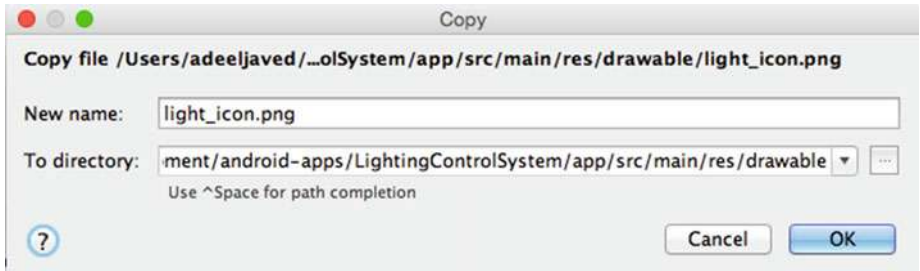 Copy
Copy file /Users/adeeljaved/…olSystem/app/src/main/res/drawable/light_icon.png
New name: light_icon.png
To directory: ment/android-apps/LightingControlSystem/app/src/main/res/drawable ...
Use ^Space for path completion
? Cancel OK